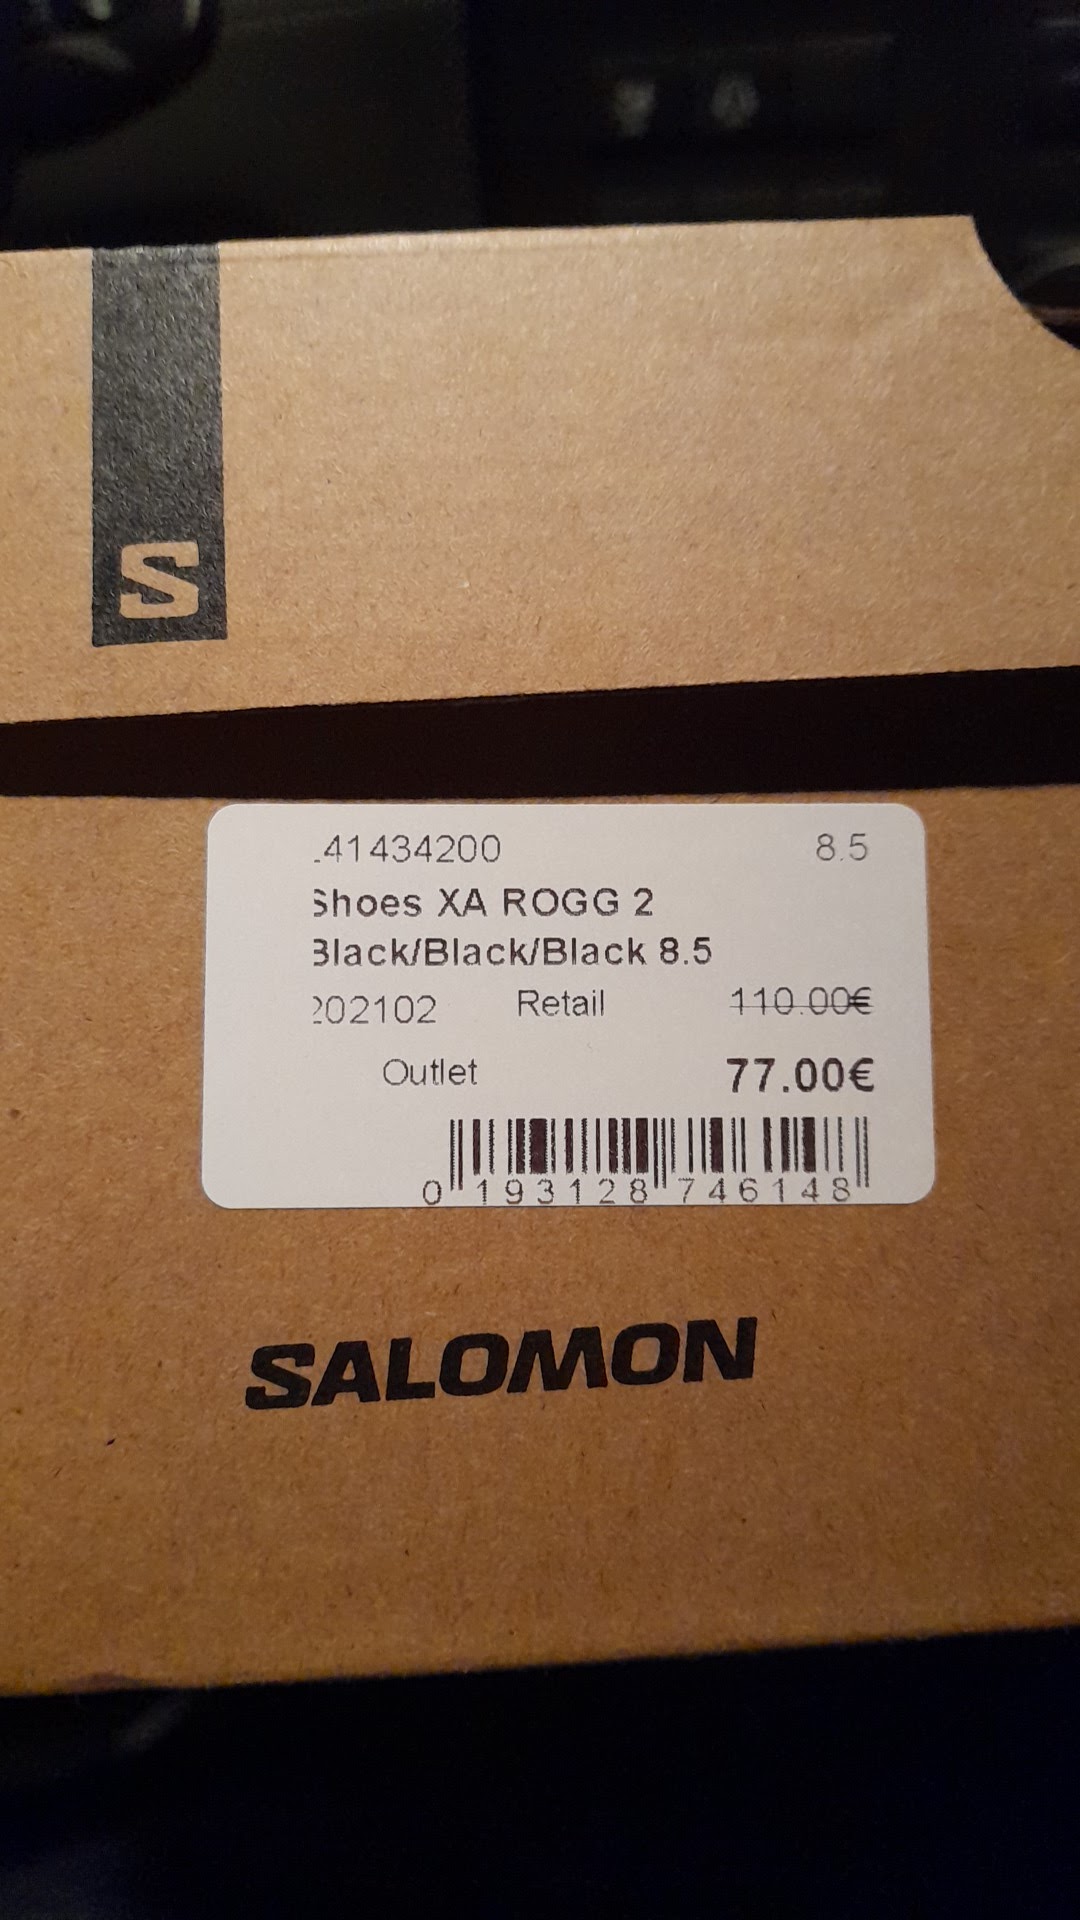 S
.41434200 8.5
Shoes XA ROGG 2
Black/Black/Black 8.5
202102 Retail 110.00€
Outlet 77.00€
0 193128 746148
SALOMON